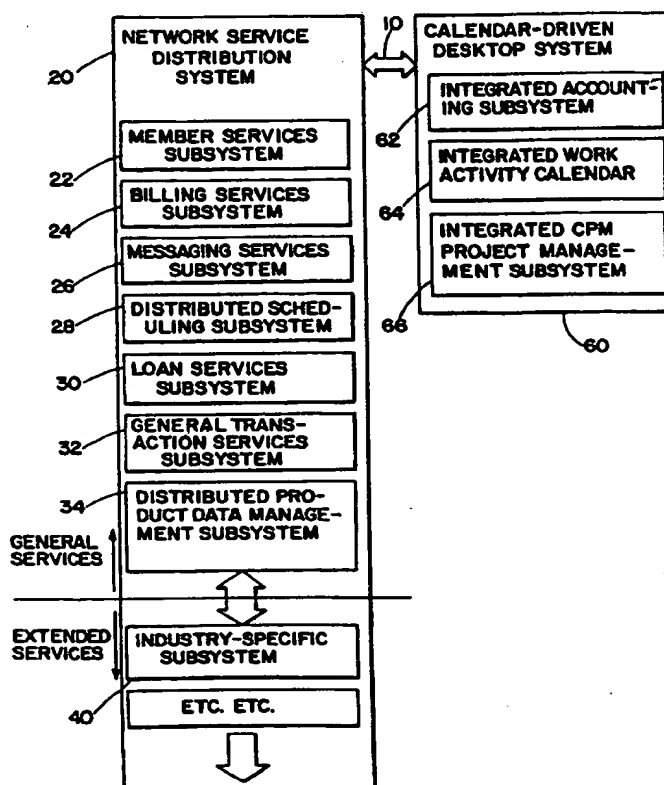 20
NETWORK SERVICE
DISTRIBUTION
SYSTEM
MEMBER SERVICES
SUBSYSTEM
22
BILLING SERVICES
SUBSYSTEM
24
MESSAGING SERVICES
SUBSYSTEM
26
28
DISTRIBUTED SCHED-
ULING SUBSYSTEM
30
LOAN SERVICES
SUBSYSTEM
32
GENERAL TRANS-
ACTION SERVICES
SUBSYSTEM
34
DISTRIBUTED PRO-
DUCT DATA MANAGE-
MENT SUBSYSTEM
GENERAL
SERVICES
EXTENDED
SERVICES
INDUSTRY-SPECIFIC
SUBSYSTEM
40
ETC. ETC.
10
CALENDAR-DRIVEN
DESKTOP SYSTEM
INTEGRATED ACCOUNT-
ING SUBSYSTEM
62
INTEGRATED WORK
ACTIVITY CALENDAR
64
INTEGRATED CPM
PROJECT MANAGE-
MENT SUBSYSTEM
66
60